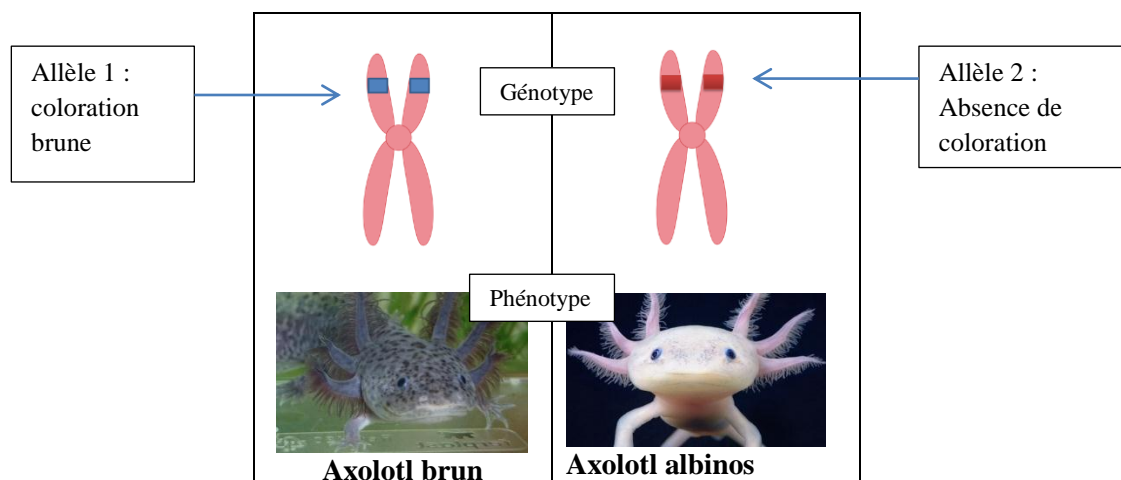 Allèle 1 :
coloration
brune
Génotype
Allèle 2 :
Absence de
coloration
Phénotype
Axolotl brun
Axolotl albinos